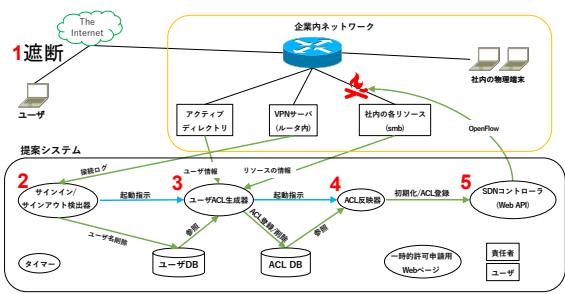 The
Internet
企業内ネットワーク
1遮断
ユーザ
社内の物理端末
アクティブ
ディレクトリ
VPNサーバ
(ルータ内)
社内の各リソース
(smb)
OpenFlow
提案システム
接続ログ
ユーザ情報
リソースの情報
2
サインイン/
サインアウト検出器
起動指示
3
ユーザACL生成器
起動指示
4
ACL反映器
初期化/ACL登録
5
SDNコントローラ
(Web API)
ユーザ名削除
参照
ACL登録/削除
参照
タイマー
ユーザDB
ACL DB
一時的許可申請用
Webページ
責任者
ユーザ